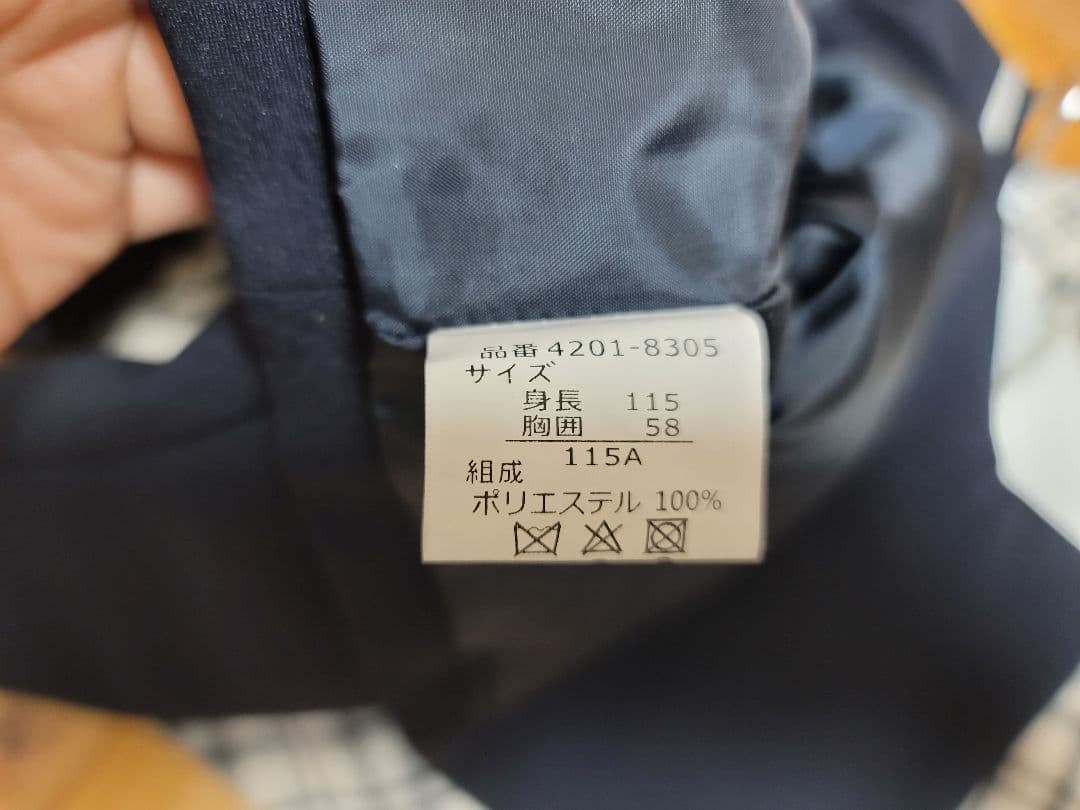 品番 4201-8305
サイズ
身長 115
胸囲 58
115A
組成
ポリエステル 100%